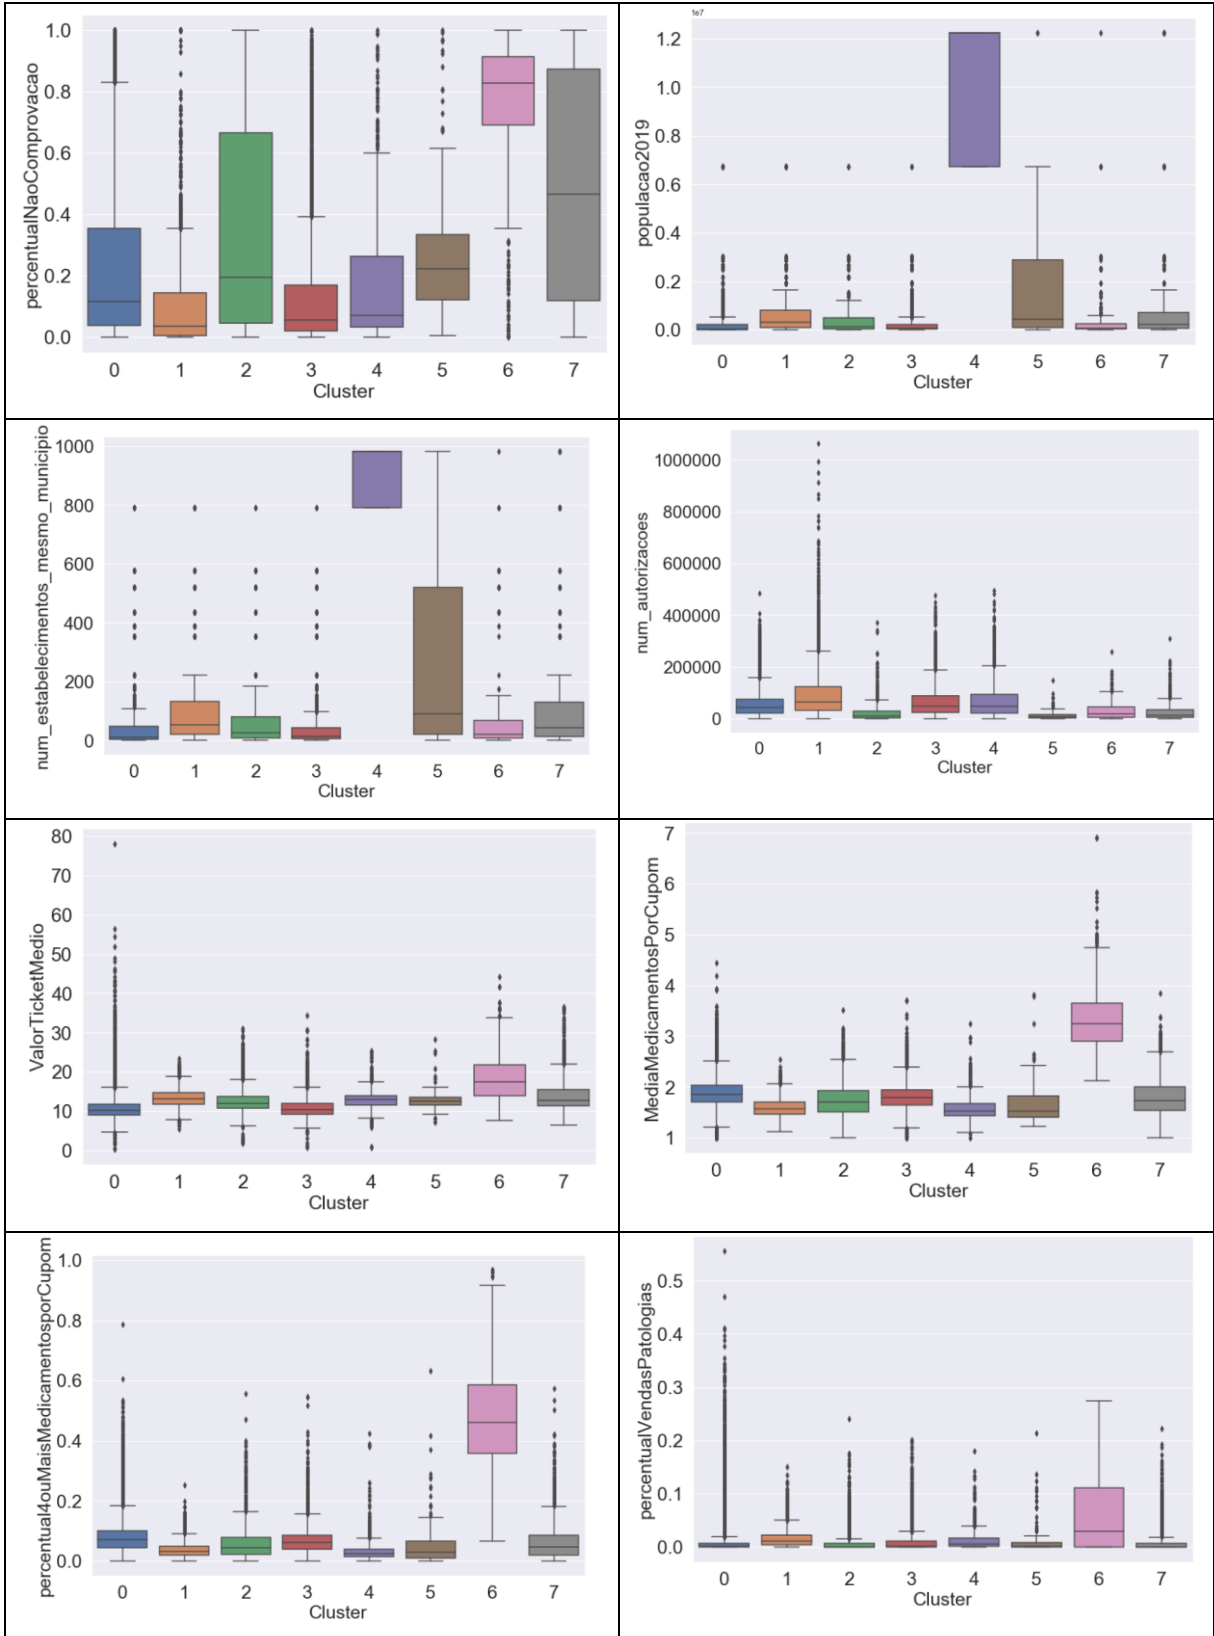 percentualNaoComprovacao
1.0
0.8
0.6
0.4
0.2
0.0
0 1 2 3 4 5 6 7
Cluster
1e7
populacao2019
1.2
1.0
0.8
0.6
0.4
0.2
0.0
0 1 2 3 4 5 6 7
Cluster
num_estabelecimentos_mesmo_municipio
1000
800
600
400
200
0
0 1 2 3 4 5 6 7
Cluster
num_autorizacoes
1000000
800000
600000
400000
200000
0
0 1 2 3 4 5 6 7
Cluster
ValorTicketMedio
80
70
60
50
40
30
20
10
0
0 1 2 3 4 5 6 7
Cluster
MediaMedicamentosPorCupom
7
6
5
4
3
2
1
0 1 2 3 4 5 6 7
Cluster
percentual4ouMaisMedicamentosporCupom
1.0
0.8
0.6
0.4
0.2
0.0
0 1 2 3 4 5 6 7
Cluster
percentualVendasPatologias
0.5
0.4
0.3
0.2
0.1
0.0
0 1 2 3 4 5 6 7
Cluster